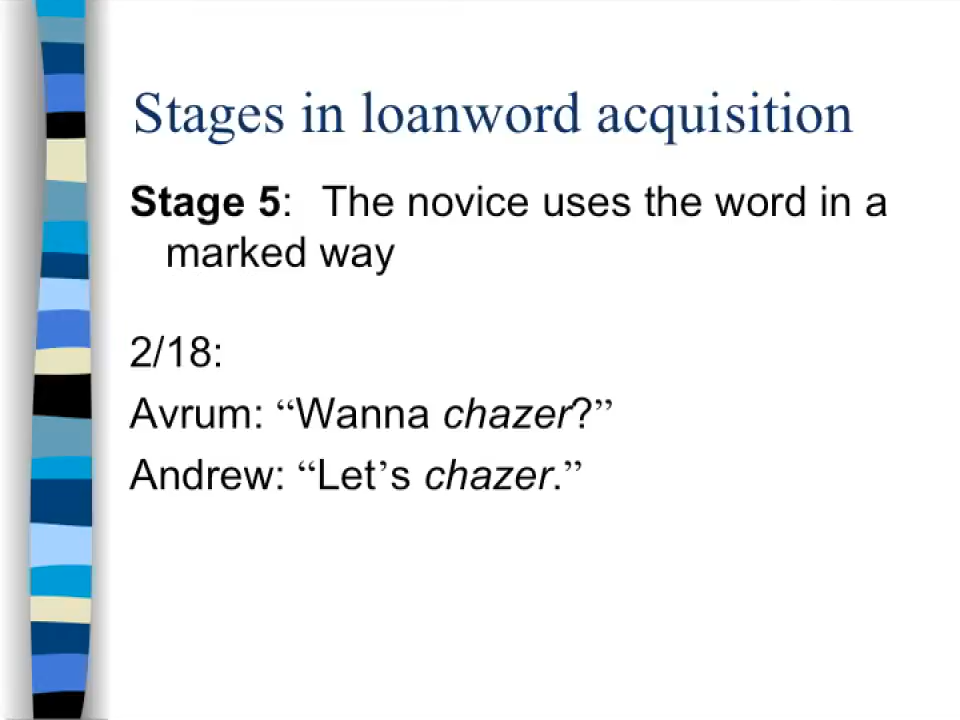 Stages in loanword acquisition
Stage 5: The novice uses the word in a
marked way
2/18:
Avrum: “Wanna chazer?”
Andrew: “Let’s chazer.”